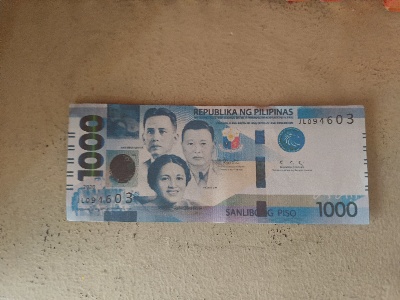 REPUBLIKA NG PILIPINAS
JL094603
1000
JL094603
SANLIBONG PISO
1000